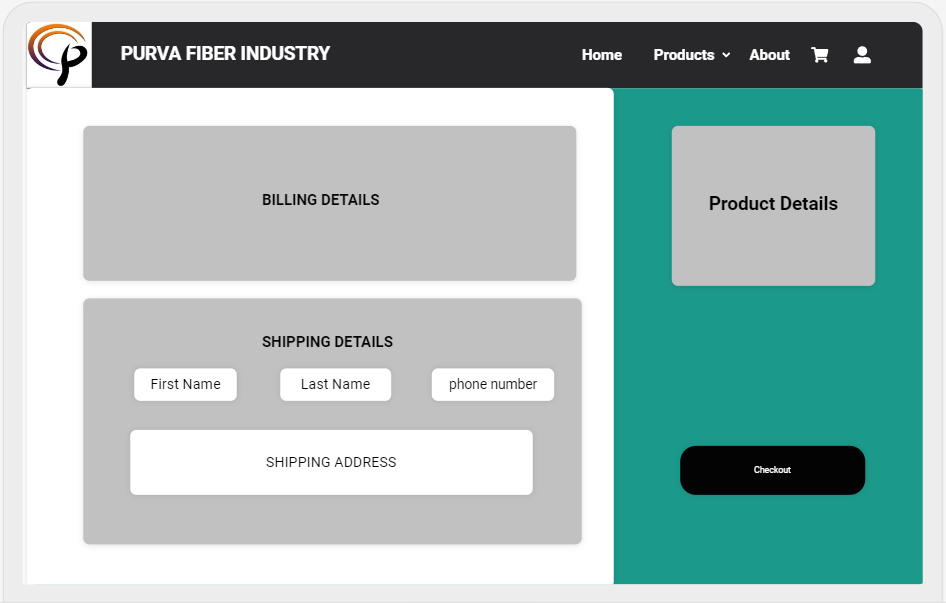 PURVA FIBER INDUSTRY
Home Products About
BILLING DETAILS
Product Details
SHIPPING DETAILS
First Name Last Name phone number
SHIPPING ADDRESS
Checkout